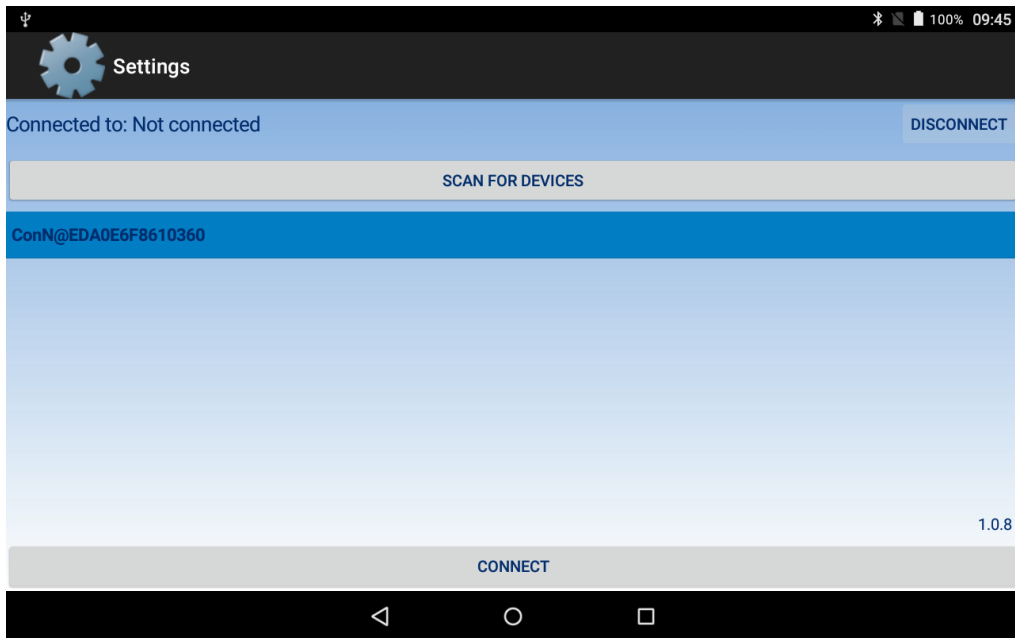 100% 09:45
Settings
Connected to: Not connected DISCONNECT
SCAN FOR DEVICES
ConN@EDA0E6F8610360
1.0.8
CONNECT